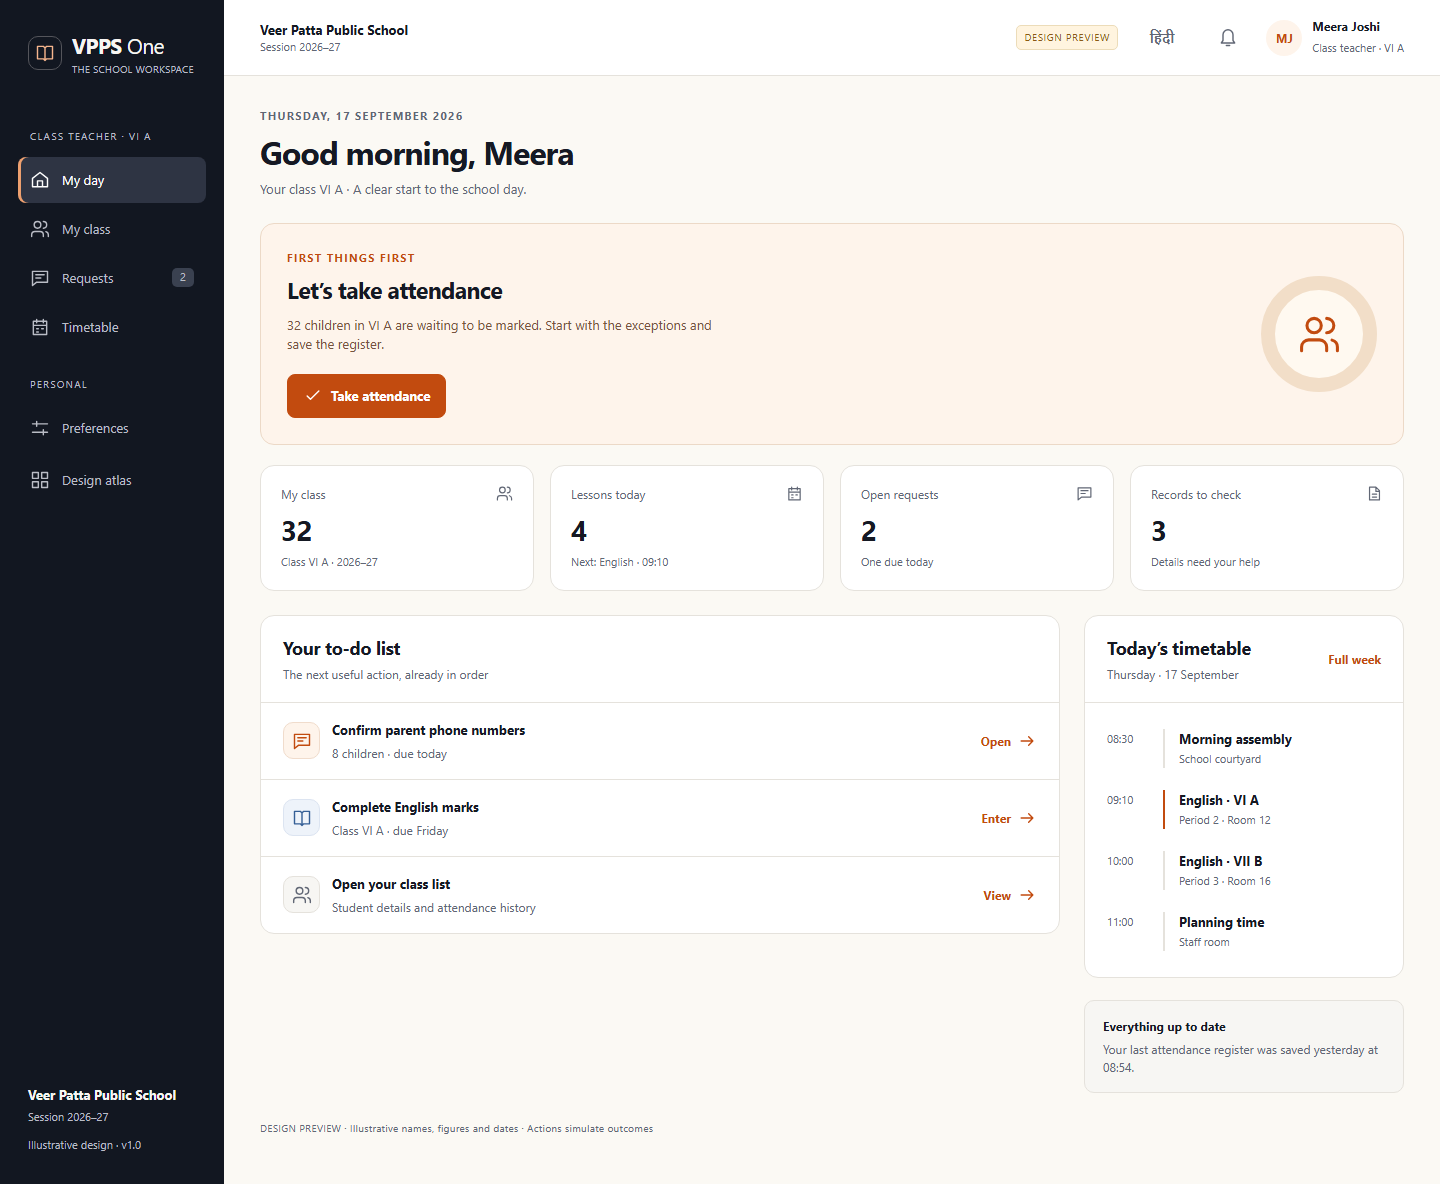 VPPS One
THE SCHOOL WORKSPACE
CLASS TEACHER · VI A
My day
My class
Requests 2
Timetable
PERSONAL
Preferences
Design atlas
Veer Patta Public School
Session 2026–27
Illustrative design · v1.0
Veer Patta Public School
Session 2026–27
DESIGN PREVIEW
हिंदी
MJ
Meera Joshi
Class teacher · VI A
THURSDAY, 17 SEPTEMBER 2026
Good morning, Meera
Your class VI A · A clear start to the school day.
FIRST THINGS FIRST
Let’s take attendance
32 children in VI A are waiting to be marked. Start with the exceptions and
save the register.
Take attendance
My class
32
Class VI A · 2026–27
Lessons today
4
Next: English · 09:10
Open requests
2
One due today
Records to check
3
Details need your help
Your to-do list
The next useful action, already in order
Confirm parent phone numbers
8 children · due today
Open
Complete English marks
Class VI A · due Friday
Enter
Open your class list
Student details and attendance history
View
Today’s timetable
Thursday · 17 September
Full week
08:30 Morning assembly
School courtyard
09:10 English · VI A
Period 2 · Room 12
10:00 English · VII B
Period 3 · Room 16
11:00 Planning time
Staff room
Everything up to date
Your last attendance register was saved yesterday at
08:54.
DESIGN PREVIEW · Illustrative names, figures and dates · Actions simulate outcomes